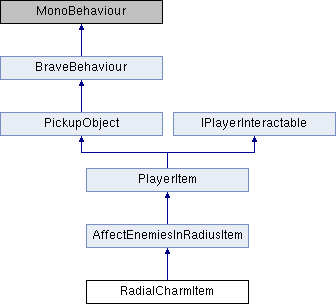 MonoBehaviour
BraveBehaviour
PickupObject
IPlayerInteractable
PlayerItem
AffectEnemiesInRadiusItem
RadialCharmItem